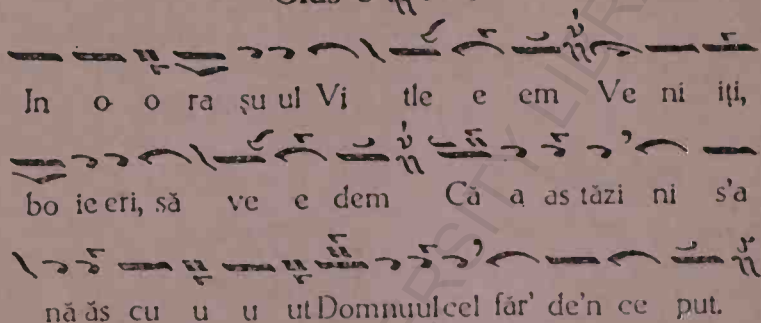 In o o ra șu ul Vi tle e em Ve ni iți,
bo ie eri, să ve e dem Că a as tăzi ni s'a
nă ăs cu u u ut Domnuul cel făr' de'n ce put.